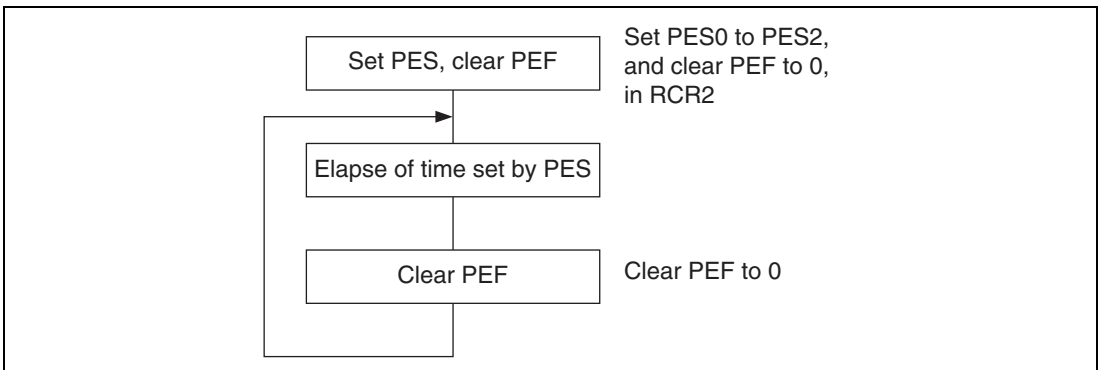 Set PES, clear PEF
Set PES0 to PES2,
and clear PEF to 0,
in RCR2
Elapse of time set by PES
Clear PEF
Clear PEF to 0